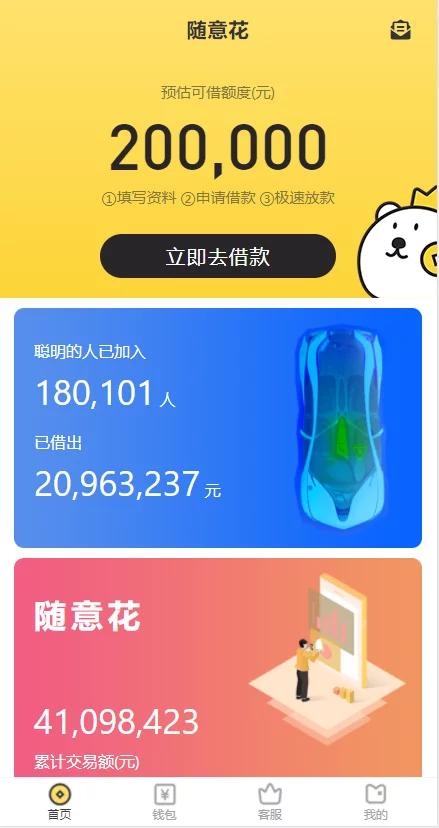 随意花
预估可借额度(元)
200,000
①填写资料 ②申请借款 ③极速放款
立即去借款
聪明的人已加入
180,101 人
已借出
20,963,237 元
随意花
41,098,423
累计交易额(元)
首页 钱包 客服 我的